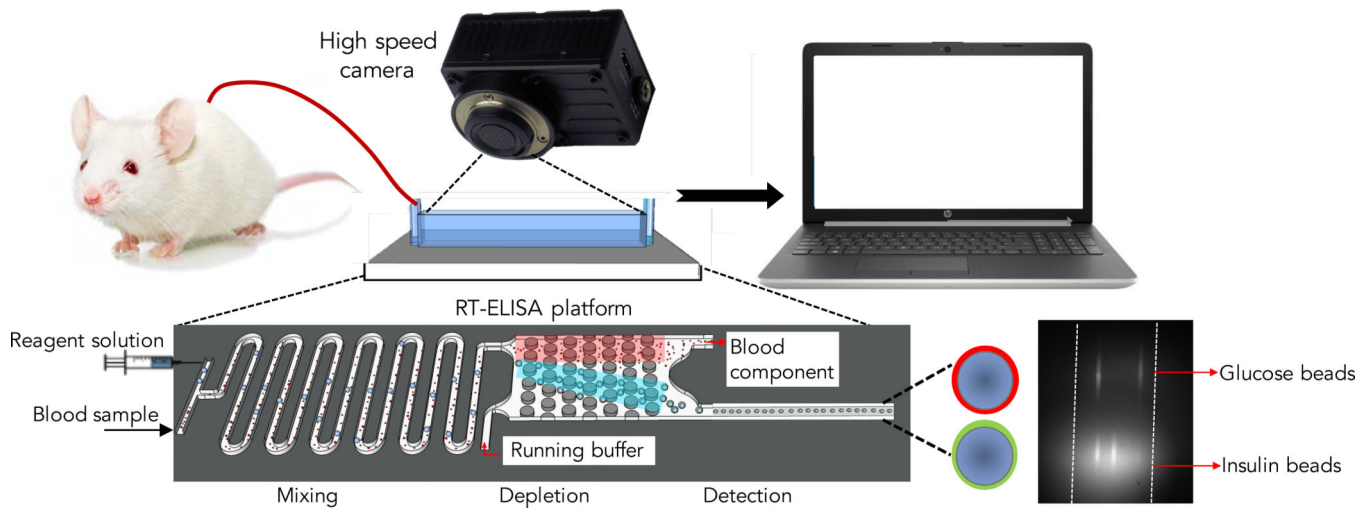 High speed
camera
RT-ELISA platform
Reagent solution
Blood sample
Blood
component
Running buffer
Mixing
Depletion
Detection
Glucose beads
Insulin beads
hp